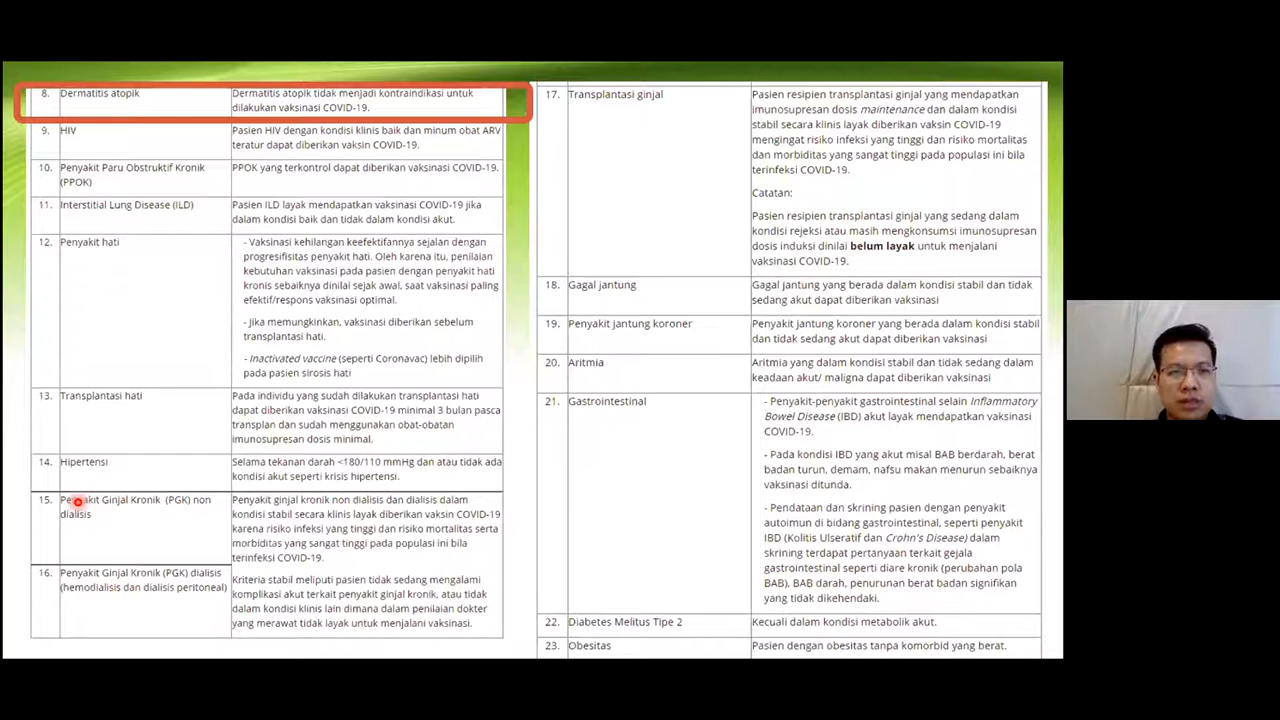 8. Dermatitis atopik Dermatitis atopik tidak menjadi kontraindikasi untuk
dilakukan vaksinasi COVID-19.
9. HIV Pasien HIV dengan kondisi klinis baik dan minum obat ARV
teratur dapat diberikan vaksin COVID-19.
10. Penyakit Paru Obstruktif Kronik PPOK yang terkontrol dapat diberikan vaksinasi COVID-19.
(PPOK)
11. Interstitial Lung Disease (ILD) Pasien ILD layak mendapatkan vaksinasi COVID-19 jika
dalam kondisi baik dan tidak dalam kondisi akut.
12. Penyakit hati - Vaksinasi kehilangan keefektifannya sejalan dengan
progresifisitas penyakit hati. Oleh karena itu, penilaian
kebutuhan vaksinasi pada pasien dengan penyakit hati
kronis sebaiknya dinilai sejak awal, saat vaksinasi paling
efektif/respons vaksinasi optimal.
- Jika memungkinkan, vaksinasi diberikan sebelum
transplantasi hati.
- Inactivated vaccine (seperti Coronavac) lebih dipilih
pada pasien sirosis hati
13. Transplantasi hati Pada individu yang sudah dilakukan transplantasi hati
dapat diberikan vaksinasi COVID-19 minimal 3 bulan pasca
transplan dan sudah menggunakan obat-obatan
imunosupresan dosis minimal.
14. Hipertensi Selama tekanan darah <180/110 mmHg dan atau tidak ada
kondisi akut seperti krisis hipertensi.
15. Penyakit Ginjal Kronik (PGK) non Penyakit ginjal kronik non dialisis dan dialisis dalam
dialisis kondisi stabil secara klinis layak diberikan vaksin COVID-19
karena risiko infeksi yang tinggi dan risiko mortalitas serta
morbiditas yang sangat tinggi pada populasi ini bila
terinfeksi COVID-19.
16. Penyakit Ginjal Kronik (PGK) dialisis Kriteria stabil meliputi pasien tidak sedang mengalami
(hemodialisis dan dialisis peritoneal) komplikasi akut terkait penyakit ginjal kronik, atau tidak
dalam kondisi klinis lain dimana dalam penilaian dokter
yang merawat tidak layak untuk menjalani vaksinasi.
17. Transplantasi ginjal Pasien resipien transplantasi ginjal yang mendapatkan
imunosupresan dosis maintenance dan dalam kondisi
stabil secara klinis layak diberikan vaksin COVID-19
mengingat risiko infeksi yang tinggi dan risiko mortalitas
dan morbiditas yang sangat tinggi pada populasi ini bila
terinfeksi COVID-19.
Catatan:
Pasien resipien transplantasi ginjal yang sedang dalam
kondisi rejeksi atau masih mengkonsumsi imunosupresan
dosis induksi dinilai belum layak untuk menjalani
vaksinasi COVID-19.
18. Gagal jantung Gagal jantung yang berada dalam kondisi stabil dan tidak
sedang akut dapat diberikan vaksinasi
19. Penyakit jantung koroner Penyakit jantung koroner yang berada dalam kondisi stabil
dan tidak sedang akut dapat diberikan vaksinasi
20. Aritmia Aritmia yang dalam kondisi stabil dan tidak sedang dalam
keadaan akut/ maligna dapat diberikan vaksinasi
21. Gastrointestinal - Penyakit-penyakit gastrointestinal selain Inflammatory
Bowel Disease (IBD) akut layak mendapatkan vaksinasi
COVID-19.
- Pada kondisi IBD yang akut misal BAB berdarah, berat
badan turun, demam, nafsu makan menurun sebaiknya
vaksinasi ditunda.
- Pendataan dan skrining pasien dengan penyakit
autoimun di bidang gastrointestinal, seperti penyakit
IBD (Kolitis Ulseratif dan Crohn's Disease) dalam
skrining terdapat pertanyaan terkait gejala
gastrointestinal seperti diare kronik (perubahan pola
BAB), BAB darah, penurunan berat badan signifikan
yang tidak dikehendaki.
22. Diabetes Melitus Tipe 2 Kecuali dalam kondisi metabolik akut.
23. Obesitas Pasien dengan obesitas tanpa komorbid yang berat.